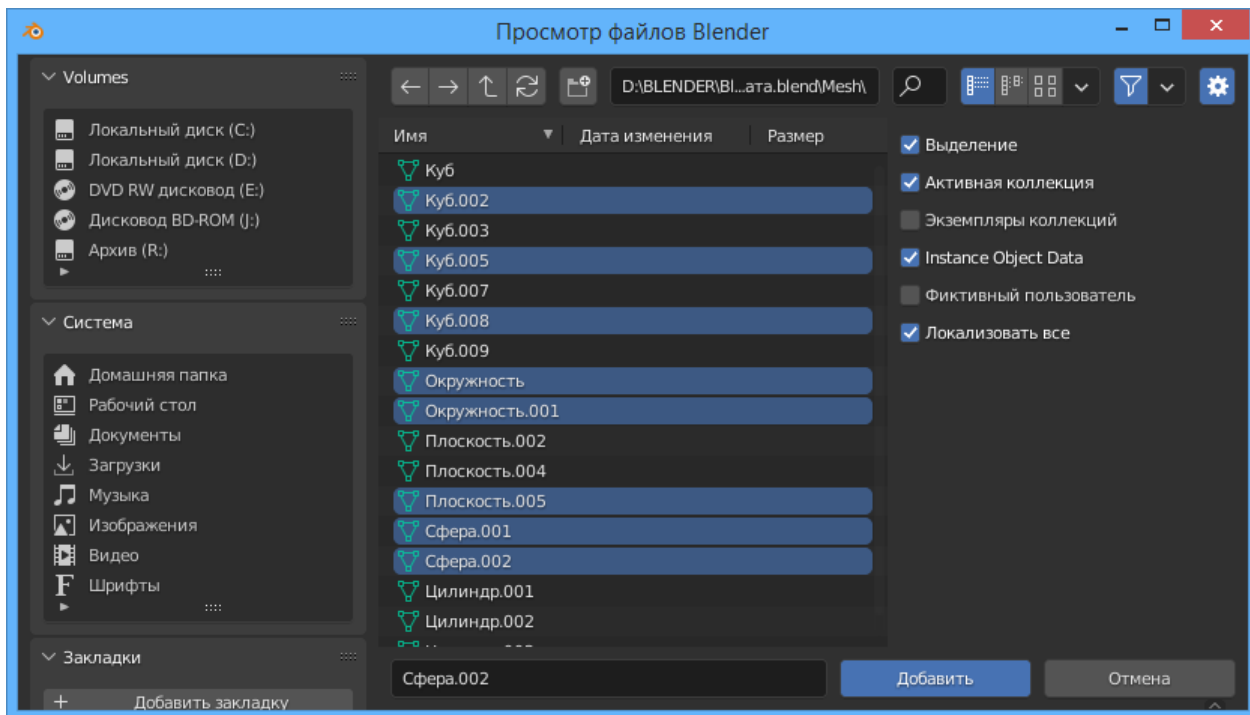 Просмотр файлов Blender
Volumes
Локальный диск (C:)
Локальный диск (D:)
DVD RW дисковод (E:)
Дисковод BD-ROM (J:)
Архив (R:)
Система
Домашняя папка
Рабочий стол
Документы
Загрузки
Музыка
Изображения
Видео
Шрифты
Закладки
Добавить закладку
D:\BLENDER\Bl...ата.blend\Mesh\
Имя Дата изменения Размер
Куб
Куб.002
Куб.003
Куб.005
Куб.007
Куб.008
Куб.009
Окружность
Окружность.001
Плоскость.002
Плоскость.004
Плоскость.005
Сфера.001
Сфера.002
Цилиндр.001
Цилиндр.002
Сфера.002
Добавить
Отмена
Выделение
Активная коллекция
Экземпляры коллекций
Instance Object Data
Фиктивный пользователь
Локализовать все